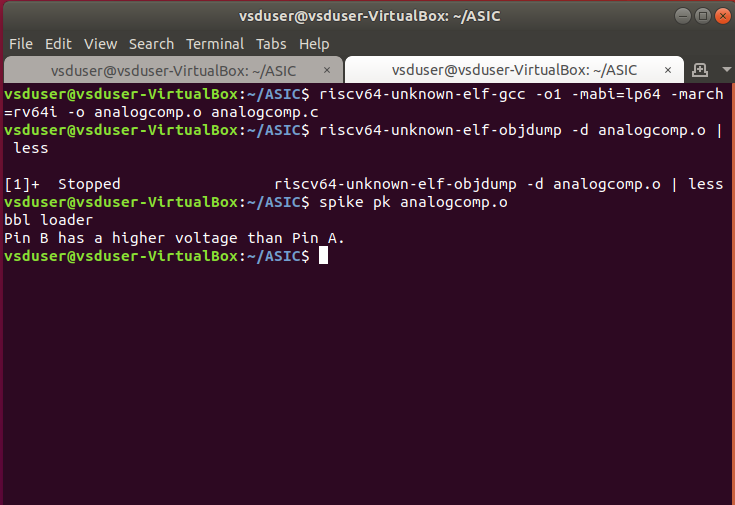 vsduser@vsduser-VirtualBox: ~/ASIC
File Edit View Search Terminal Tabs Help
vsduser@vsduser-VirtualBox: ~/ASIC × vsduser@vsduser-VirtualBox: ~/ASIC ×
vsduser@vsduser-VirtualBox:~/ASIC$ riscv64-unknown-elf-gcc -o1 -mabi=lp64 -march
=rv64i -o analogcomp.o analogcomp.c
vsduser@vsduser-VirtualBox:~/ASIC$ riscv64-unknown-elf-objdump -d analogcomp.o |
less
[1]+  Stopped                 riscv64-unknown-elf-objdump -d analogcomp.o | less
vsduser@vsduser-VirtualBox:~/ASIC$ spike pk analogcomp.o
bbl loader
Pin B has a higher voltage than Pin A.
vsduser@vsduser-VirtualBox:~/ASIC$